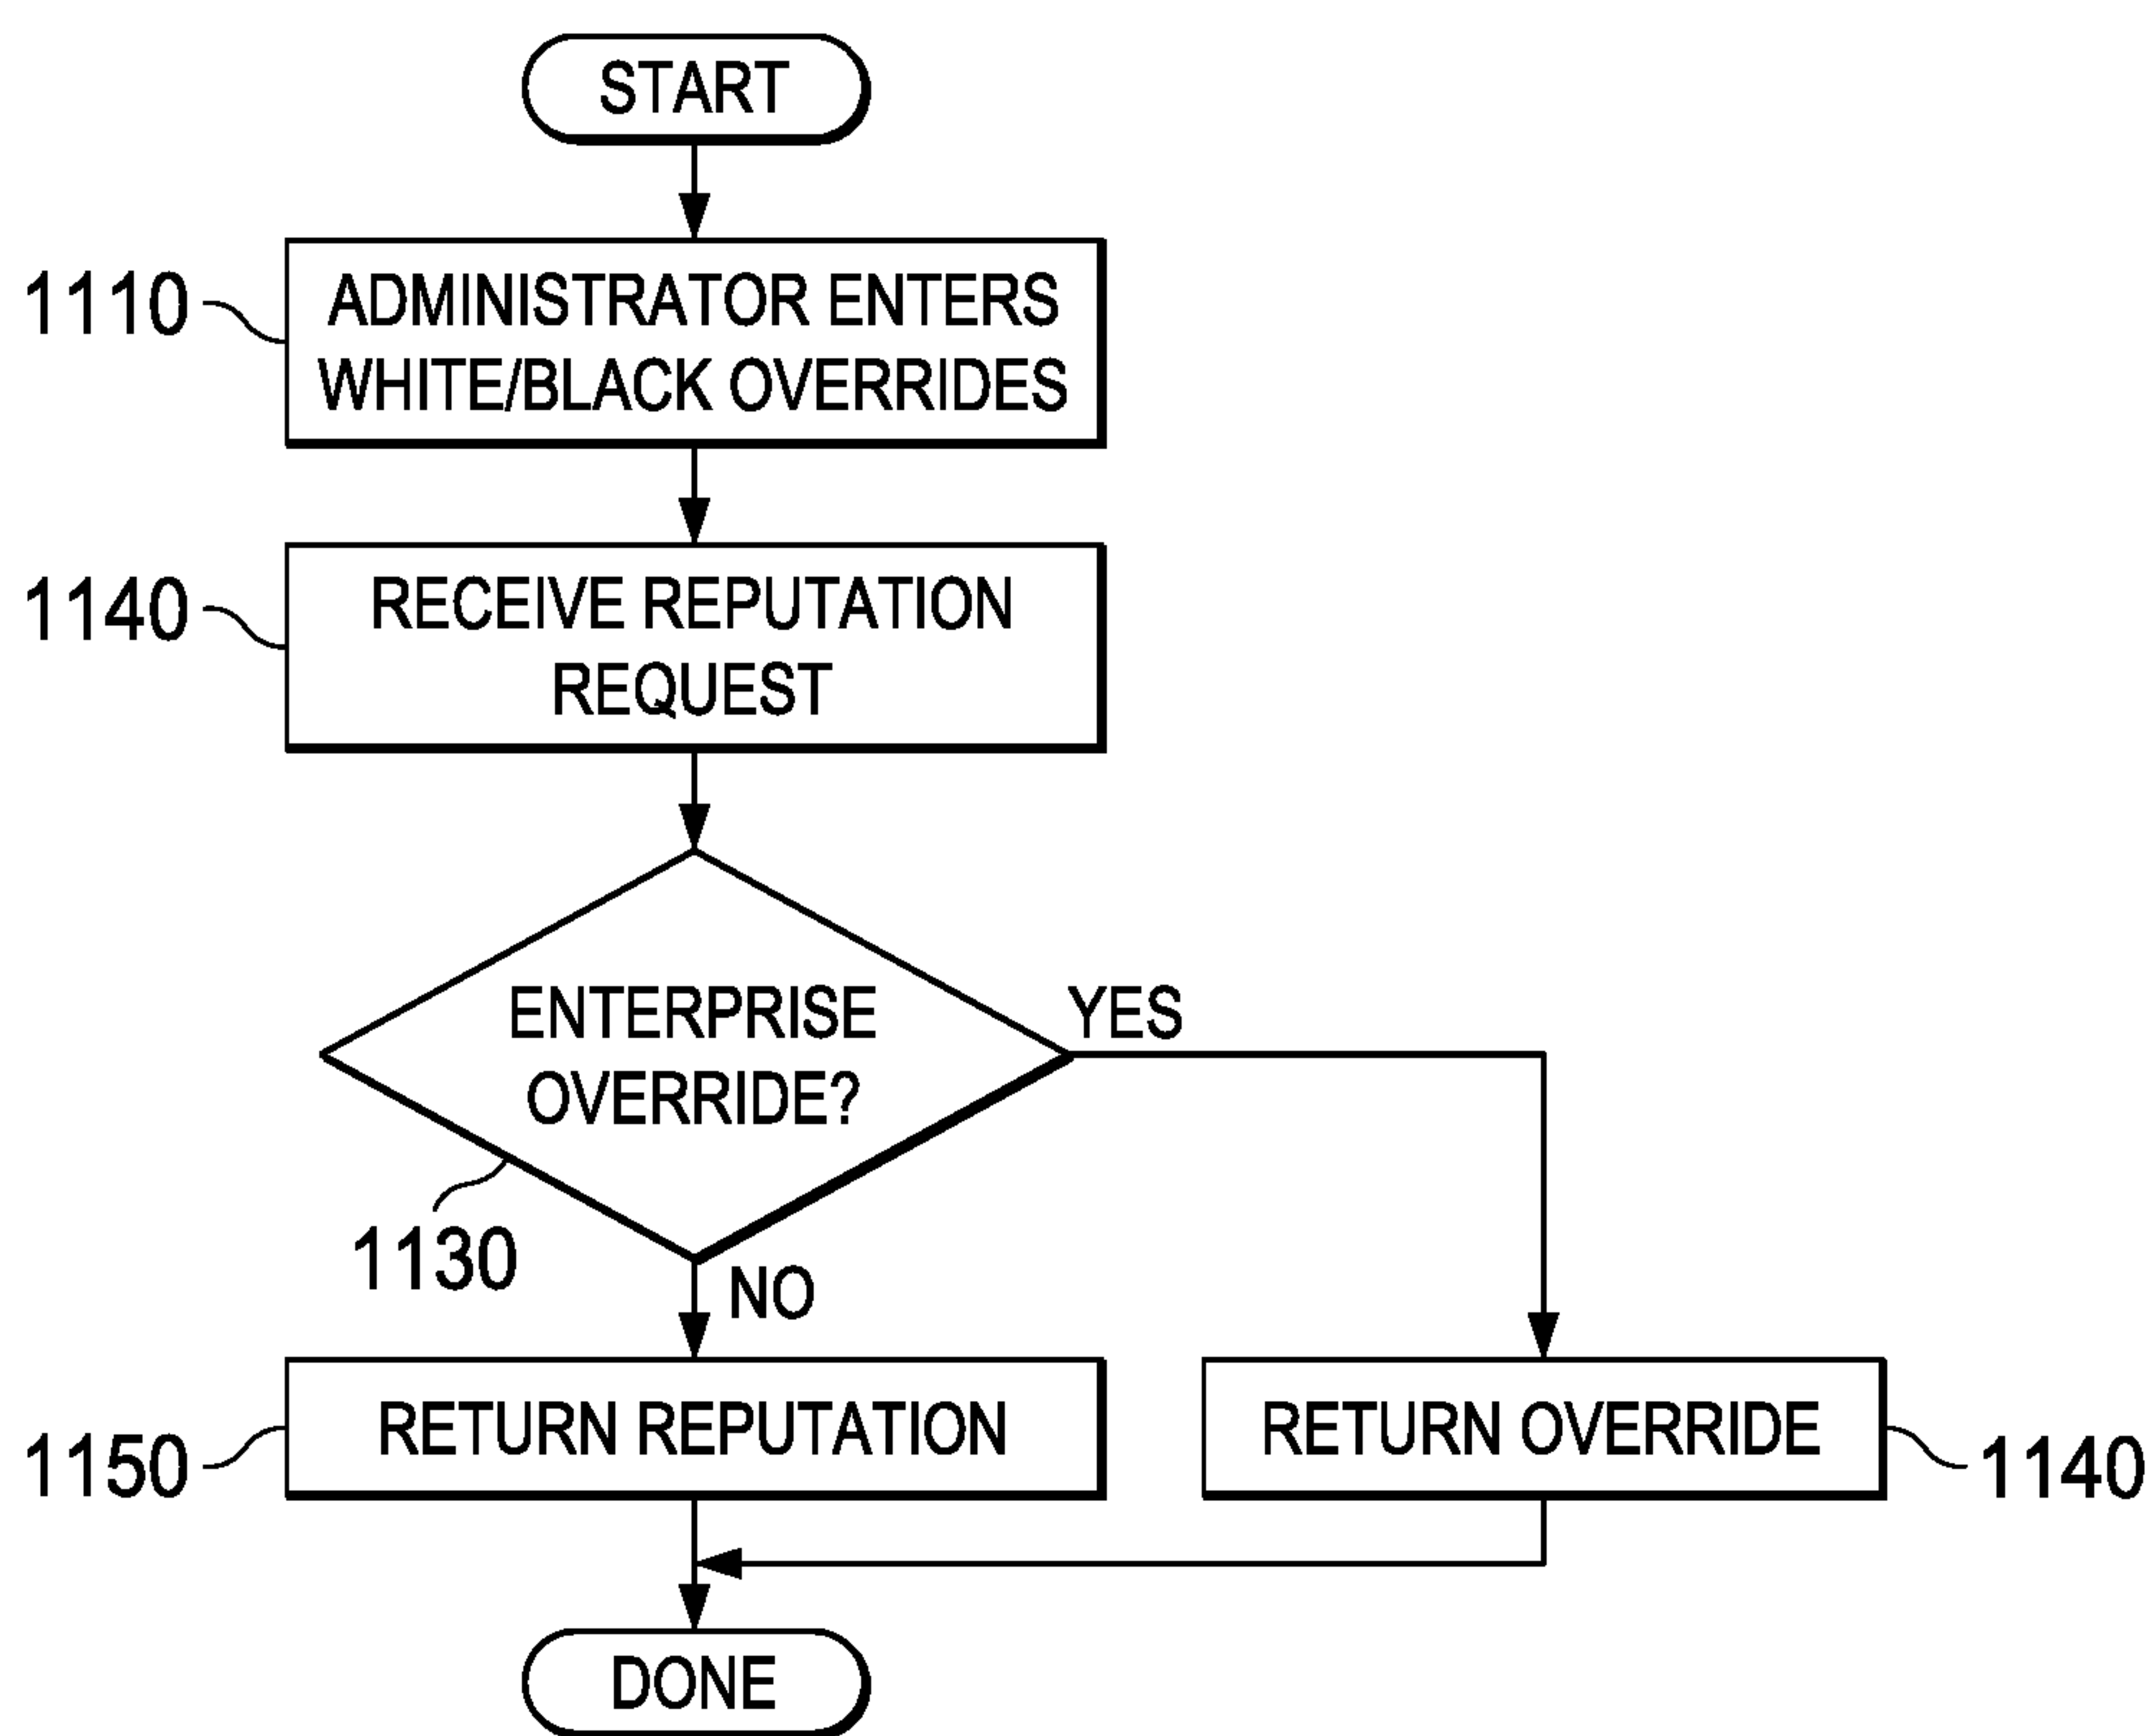 START
1110
ADMINISTRATOR ENTERS
WHITE/BLACK OVERRIDES
1140
RECEIVE REPUTATION
REQUEST
ENTERPRISE
OVERRIDE?
YES
1130
NO
1150
RETURN REPUTATION
RETURN OVERRIDE
1140
DONE